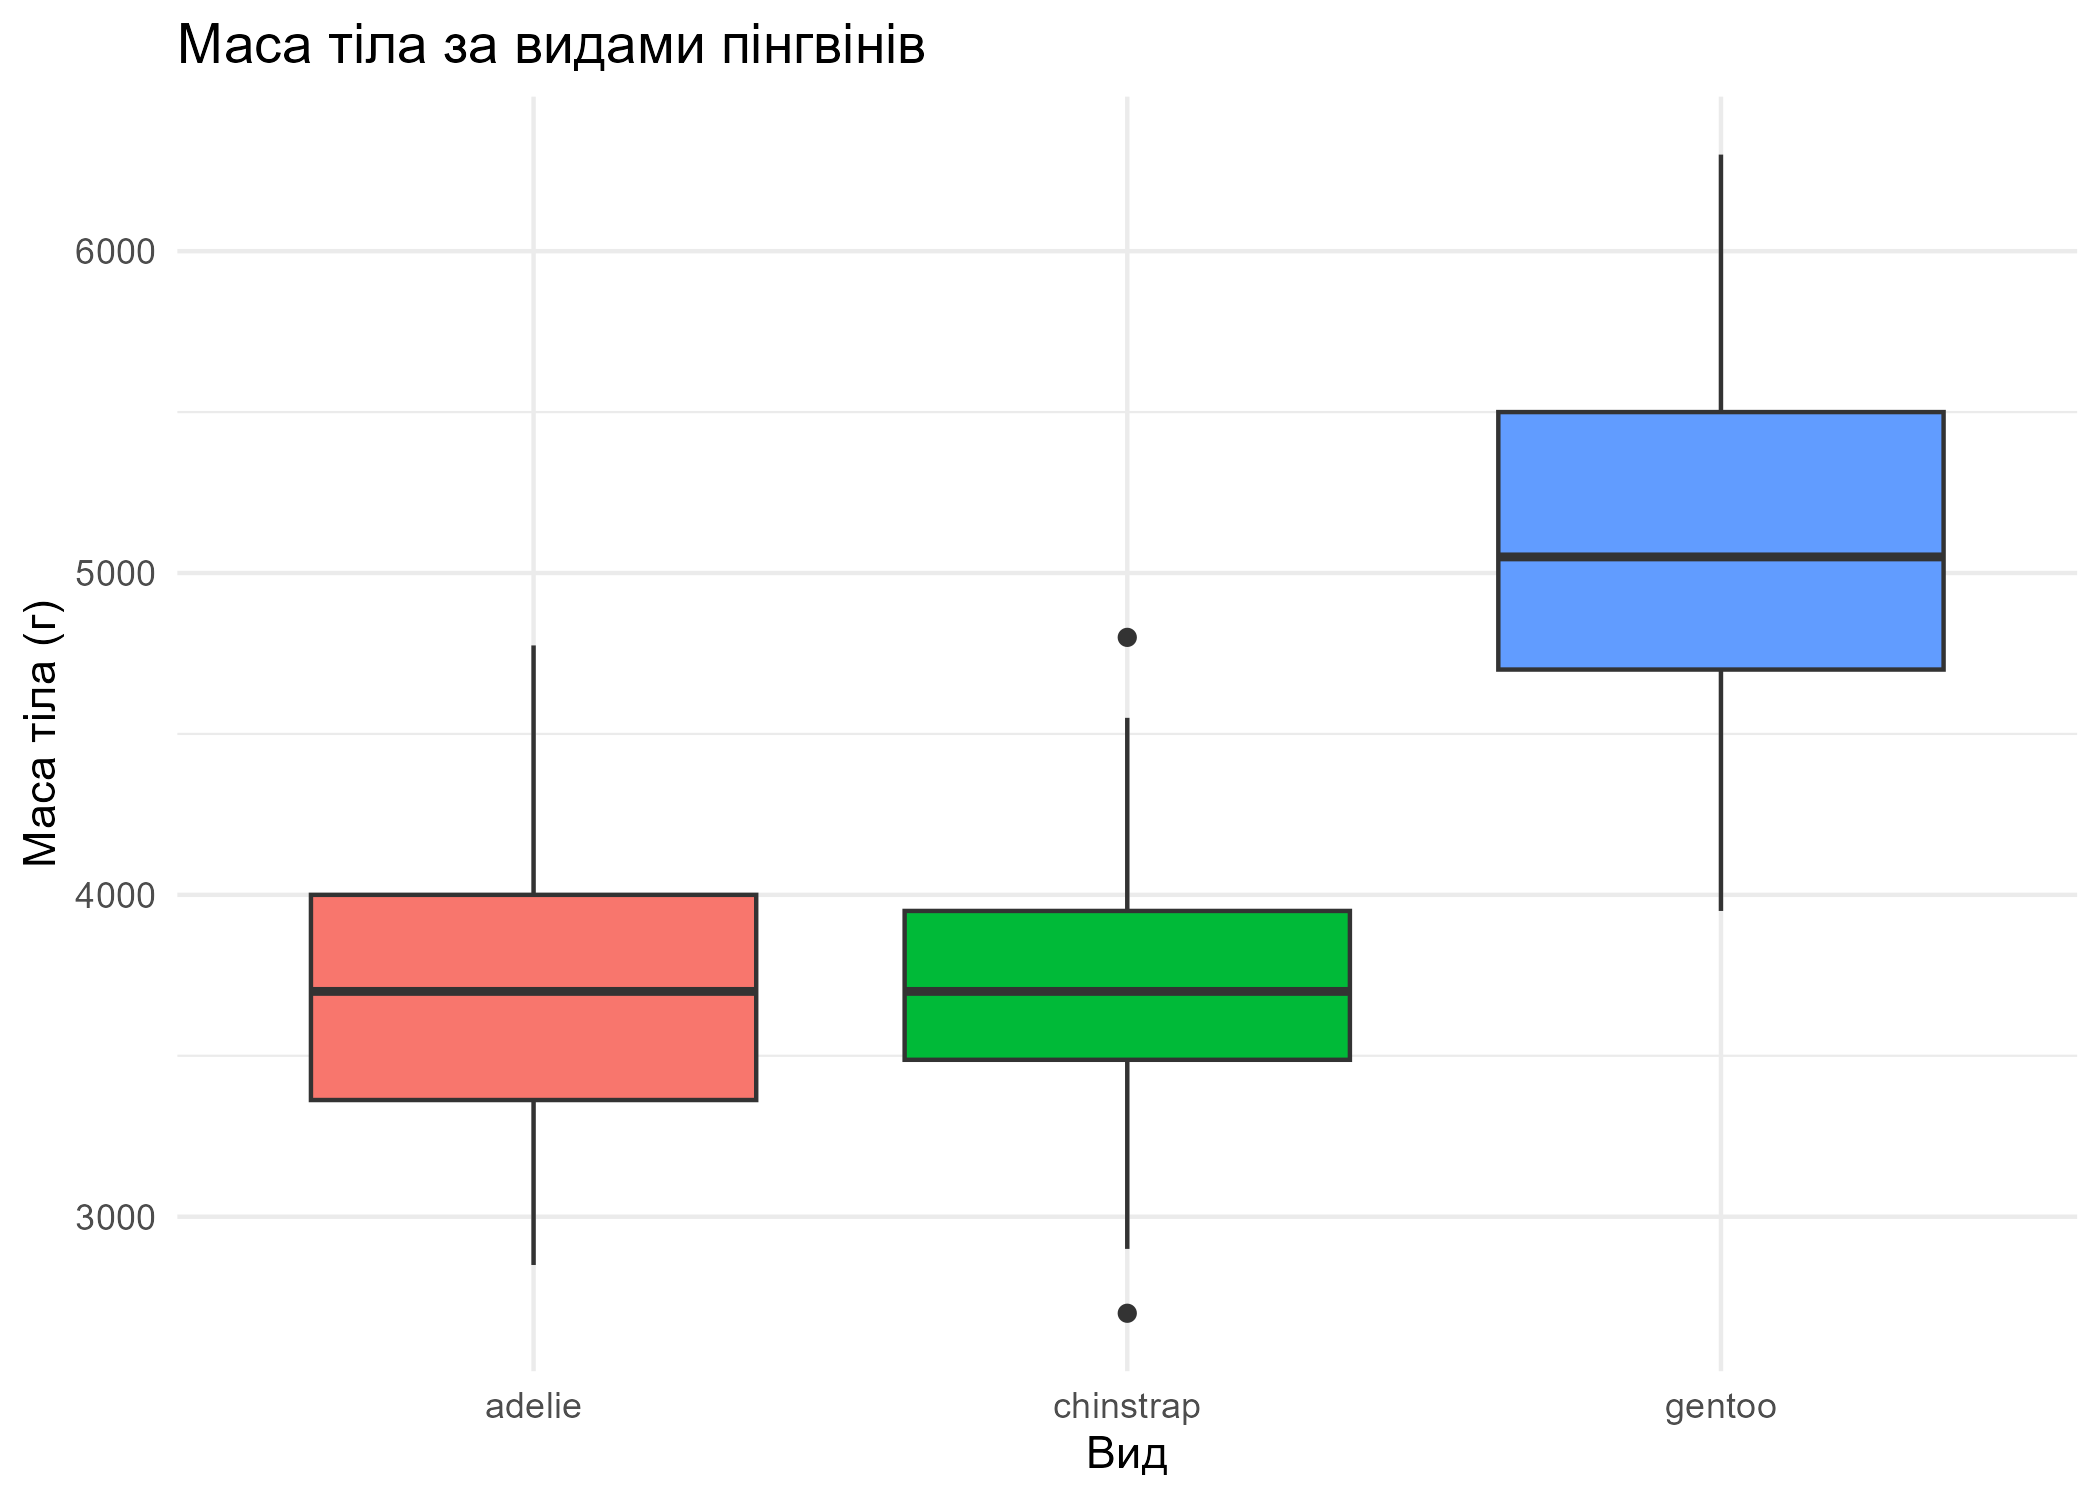 Маса тіла за видами пінгвінів
Маса тіла (г)
6000
5000
4000
3000
adelie
chinstrap
gentoo
Вид